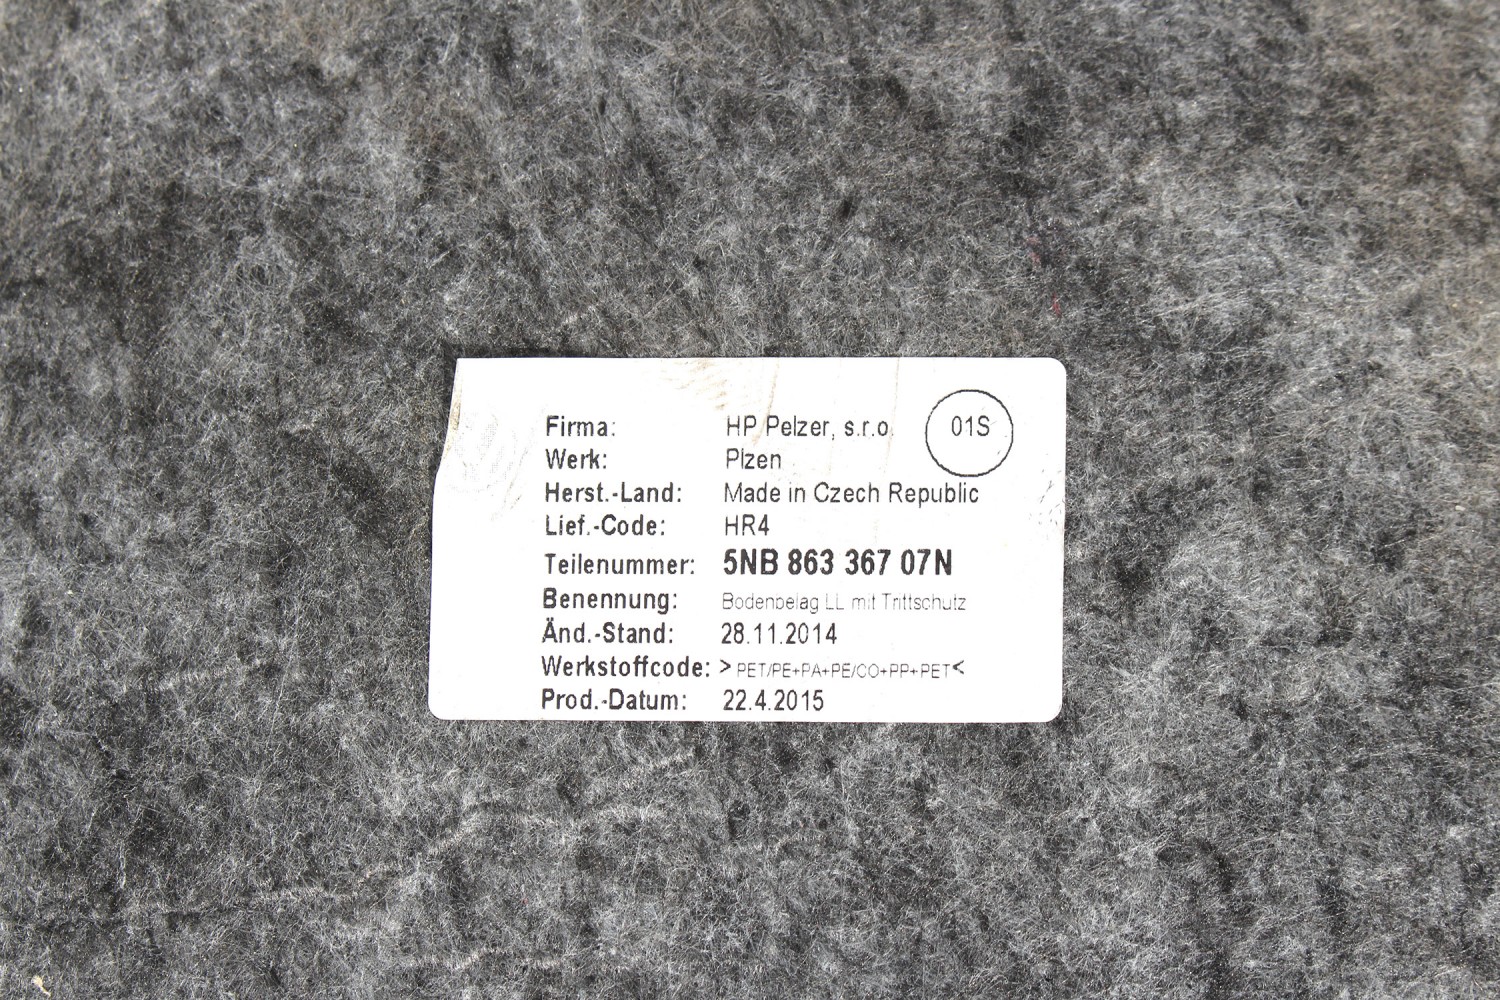 Firma: HP Pelzer, s.r.o. 01S
Werk: Plzen
Herst.-Land: Made in Czech Republic
Lief.-Code: HR4
Teilenummer: 5NB 863 367 07N
Benennung: Bodenbelag LL mit Trittschutz
Änd.-Stand: 28.11.2014
Werkstoffcode: > PET/PE+PA+PE/CO+PP+PET<
Prod.-Datum: 22.4.2015